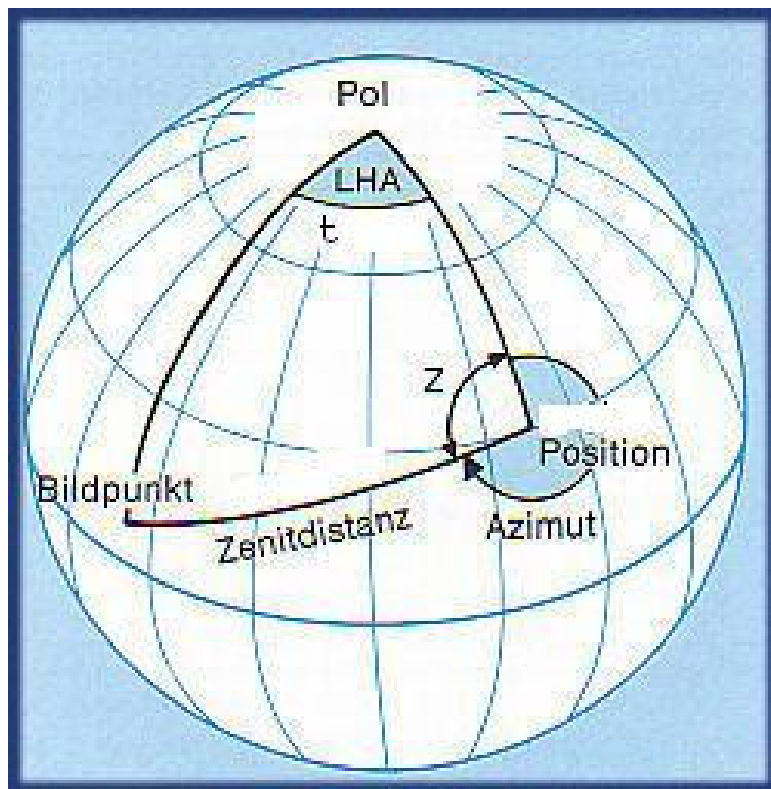 Pol
LHA
t
Z
Position
Bildpunkt
Zenitdistanz
Azimut